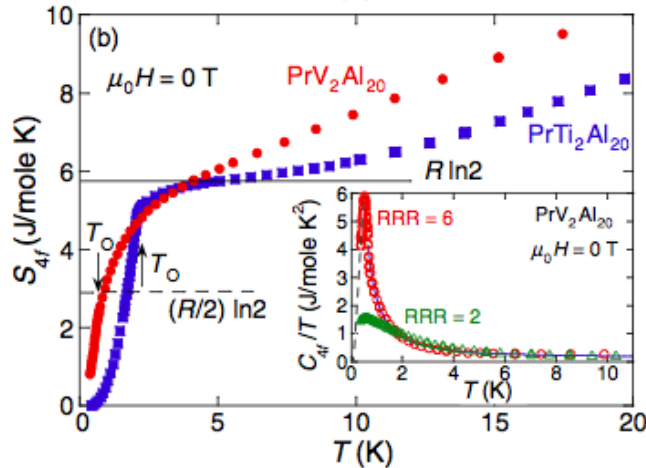 (b)
μ₀H = 0 T
PrV₂Al₂₀
PrTi₂Al₂₀
R ln2
(R/2) ln2
T_O
T_O
S₄f (J/mole K)
10
8
6
4
2
0
0 5 10 15 20
T (K)
PrV₂Al₂₀
μ₀H = 0 T
RRR = 6
RRR = 2
C₄f/T (J/mole K²)
6
5
4
3
2
1
0
0 2 4 6 8 10
T (K)